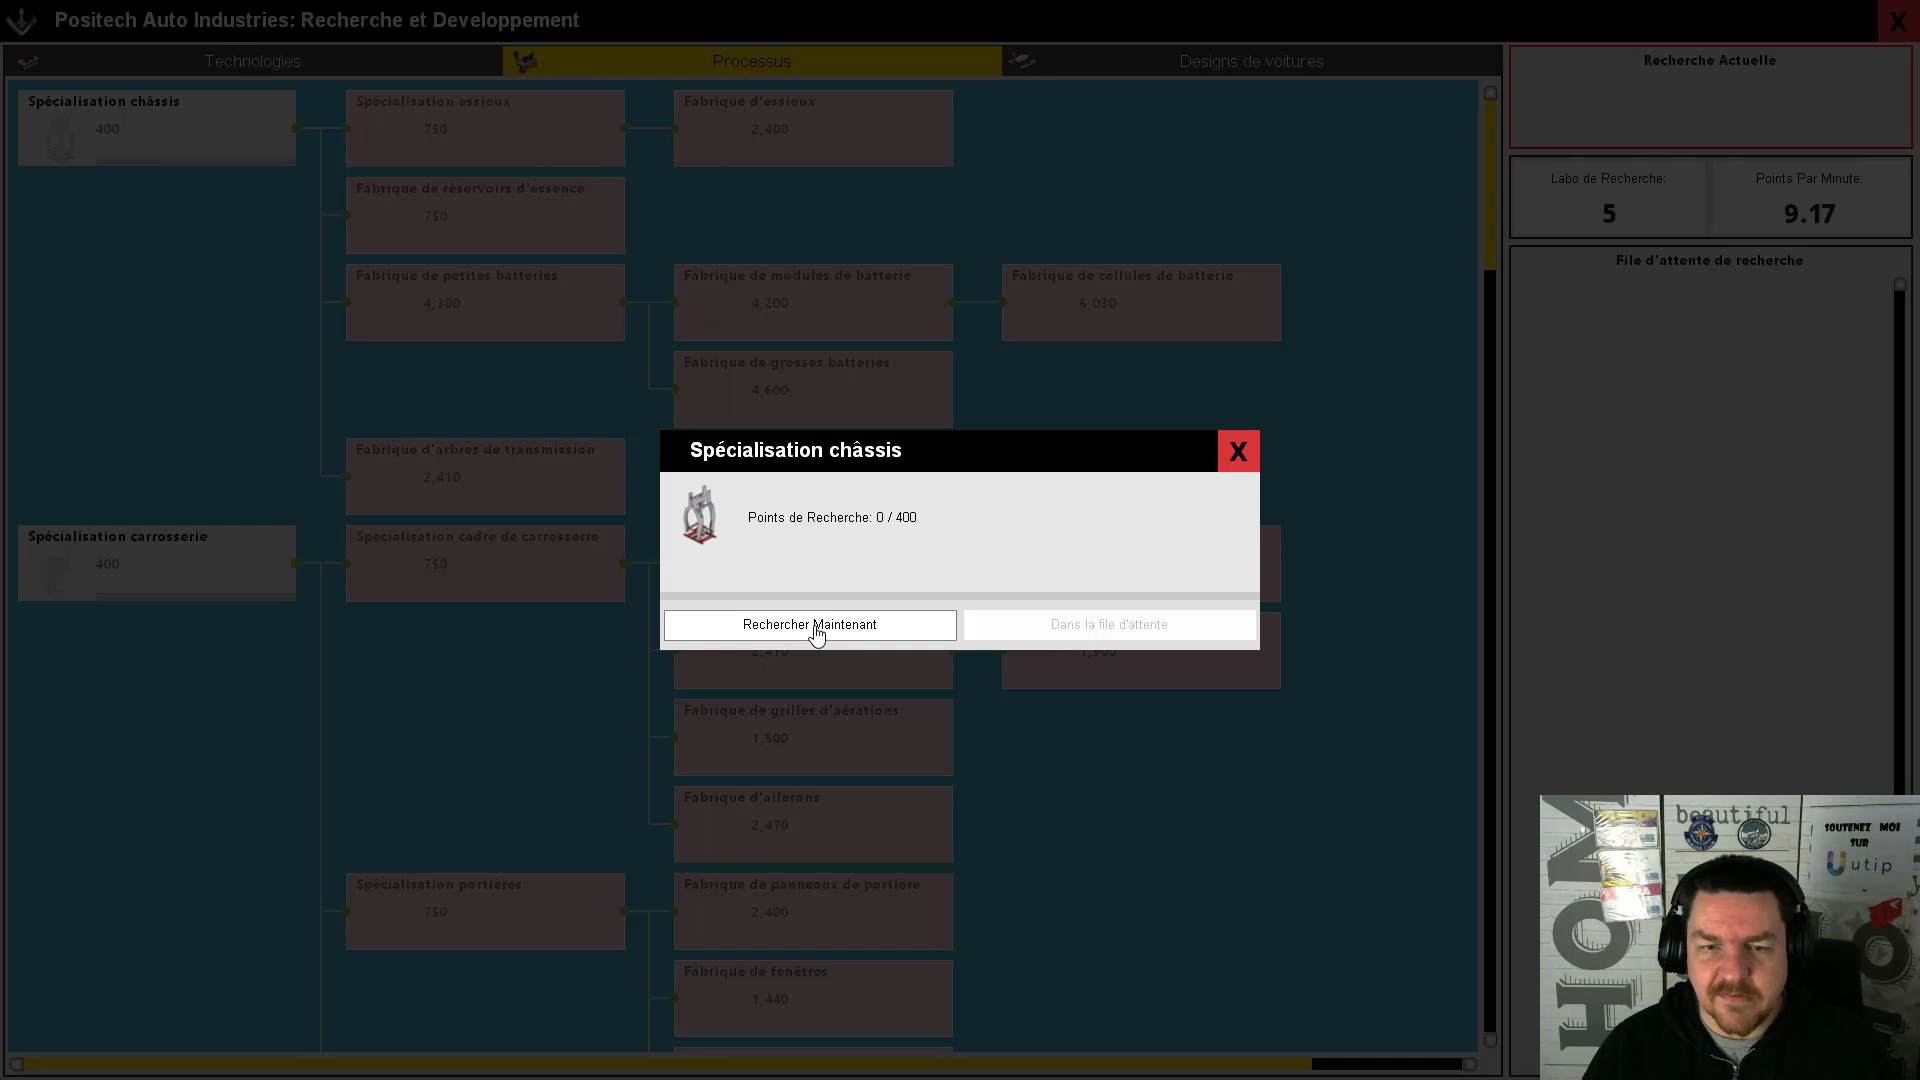 Positech Auto Industries: Recherche et Developpement
X
Technologies
Processus
Designs de voitures
Recherche Actuelle
Spécialisation châssis
400
Spécialisation essieux
750
Fabrique d'essieux
2,400
Labo de Recherche:
5
Points Par Minute:
9.17
Fabrique de réservoirs d'essence
750
File d'attente de recherche
Fabrique de petites batteries
4,300
Fabrique de modules de batterie
4,200
Fabrique de cellules de batterie
6,030
Fabrique de grosses batteries
4,600
Fabrique d'arbres de transmission
2,410
Spécialisation châssis
X
Points de Recherche: 0 / 400
Rechercher Maintenant
Dans la file d'attente
Spécialisation carrosserie
400
Spécialisation cadre de carrosserie
750
2,410
1,900
Fabrique de grilles d'aérations
1,500
Fabrique d'ailerons
2,470
Spécialisation portières
750
Fabrique de panneaux de portière
2,400
Fabrique de fenêtres
1,440
beautiful
SOUTENEZ MOI
SUR
utip
HOM